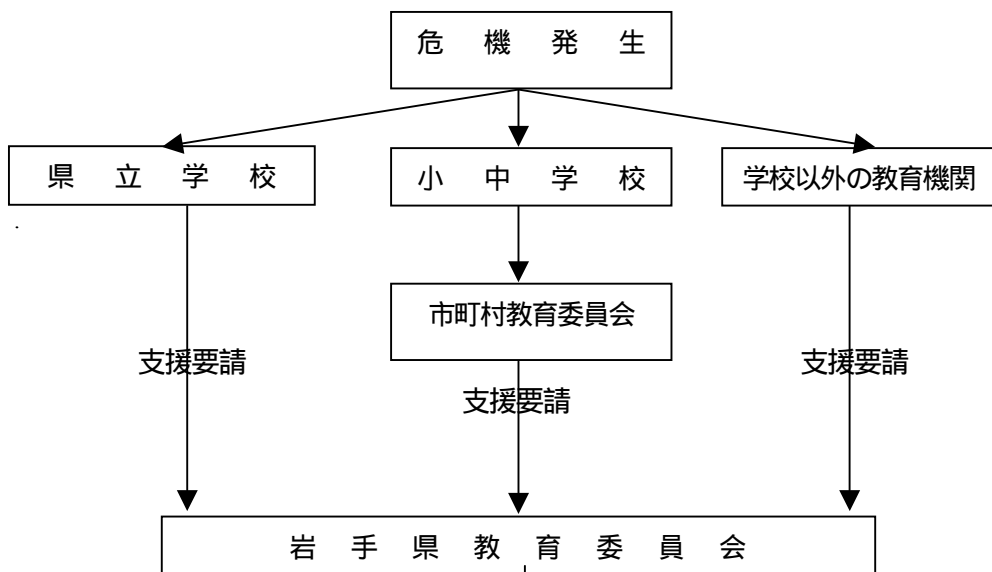 危 機 発 生
県 立 学 校
小 中 学 校
学校以外の教育機関
市町村教育委員会
支援要請
支援要請
支援要請
岩 手 県 教 育 委 員 会